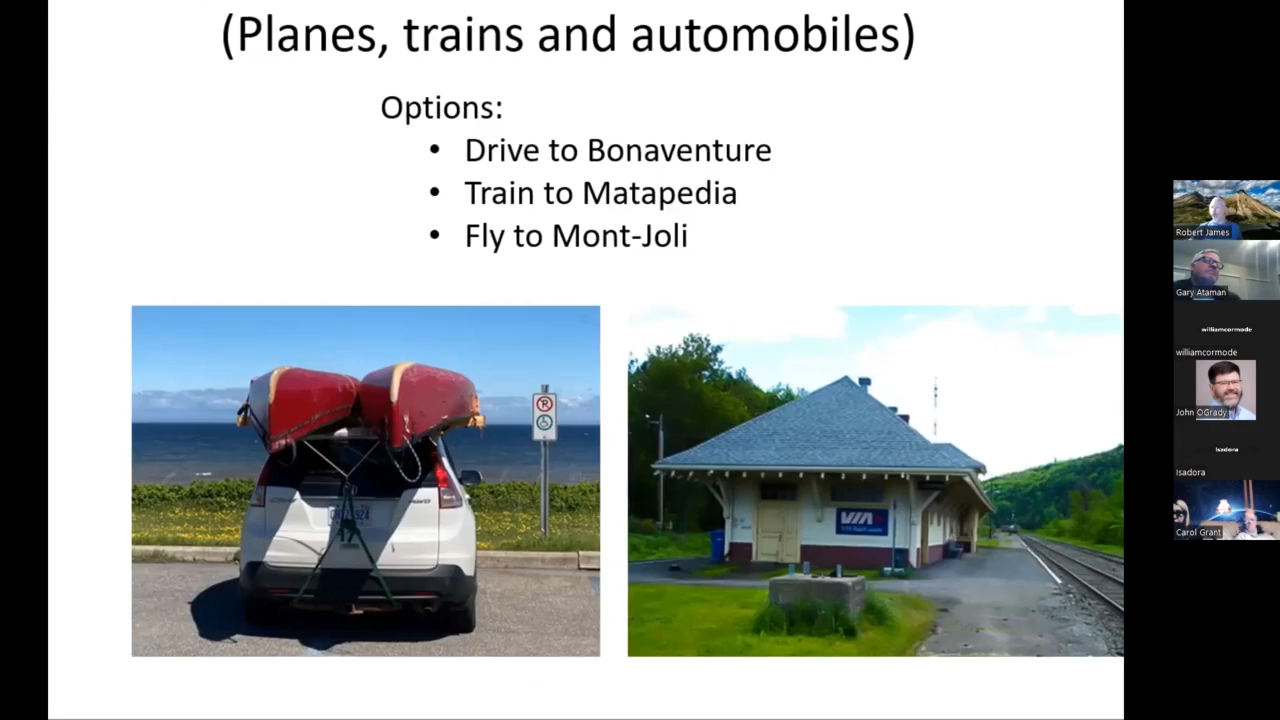 (Planes, trains and automobiles)
Options:
• Drive to Bonaventure
• Train to Matapedia
• Fly to Mont-Joli
VIA
Robert James
Gary Ataman
williamcormode
williamcormode
John OGrady
Isadora
Isadora
Carol Grant